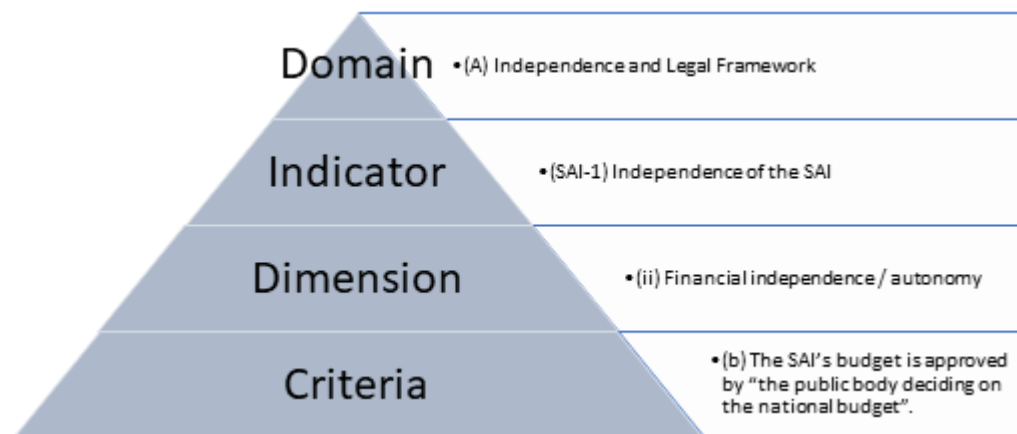 Domain
•(A) Independence and Legal Framework
Indicator
•(SAI-1) Independence of the SAI
Dimension
•(ii) Financial independence / autonomy
Criteria
•(b) The SAI's budget is approved
by “the public body deciding on
the national budget”.